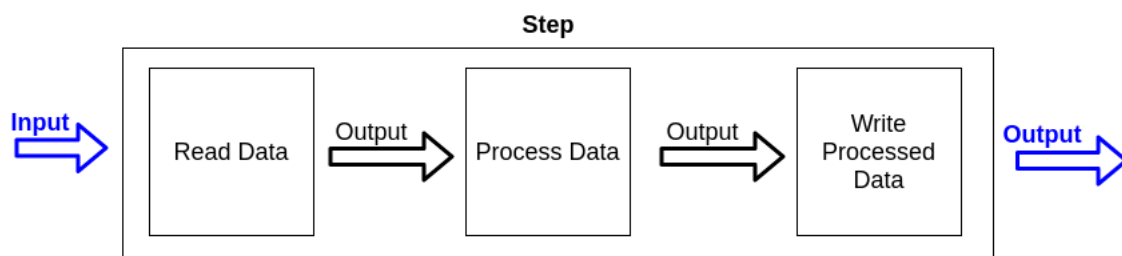 Step
Input
Read Data
Output
Process Data
Output
Write
Processed
Data
Output